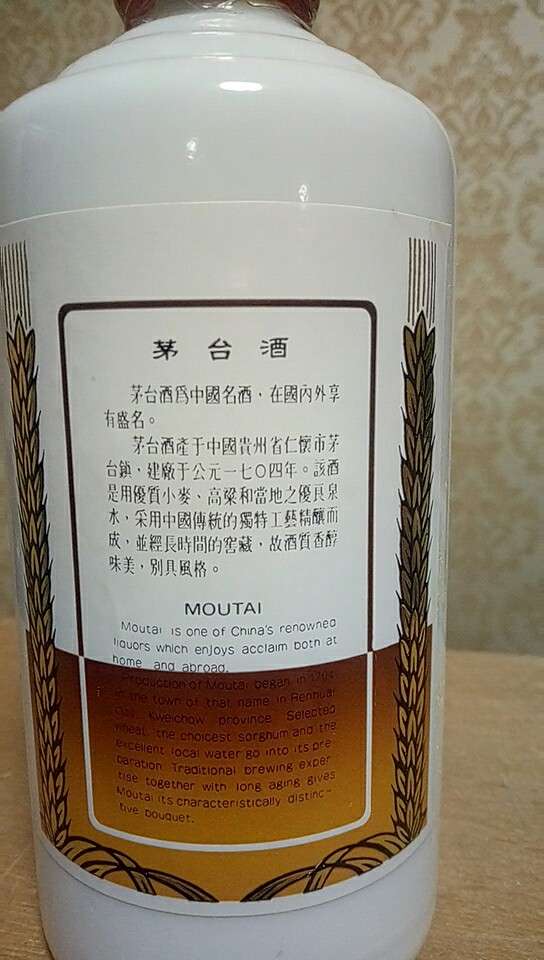 茅台酒
茅台酒爲中國名酒，在國內外享
有盛名。
茅台酒產于中國貴州省仁懷市茅
台鎮，建廠于公元一七〇四年。該酒
是用優質小麥、高粱和當地之優良泉
水，采用中國傳統的獨特工藝精釀而
成，並經長時間的窖藏，故酒質香醇
味美，別具風格。
MOUTAI
Moutai is one of China's renowned
liquors which enjoys acclaim both at
home and abroad.
Production of Moutai began in 1704
in the town of that name in Renhuai
City, Kweichow province. Selected
wheat, the choicest sorghum and the
excellent local water go into its pre-
paration. Traditional brewing exper-
tise together with long aging gives
Moutai its characteristically distinc-
tive bouquet.